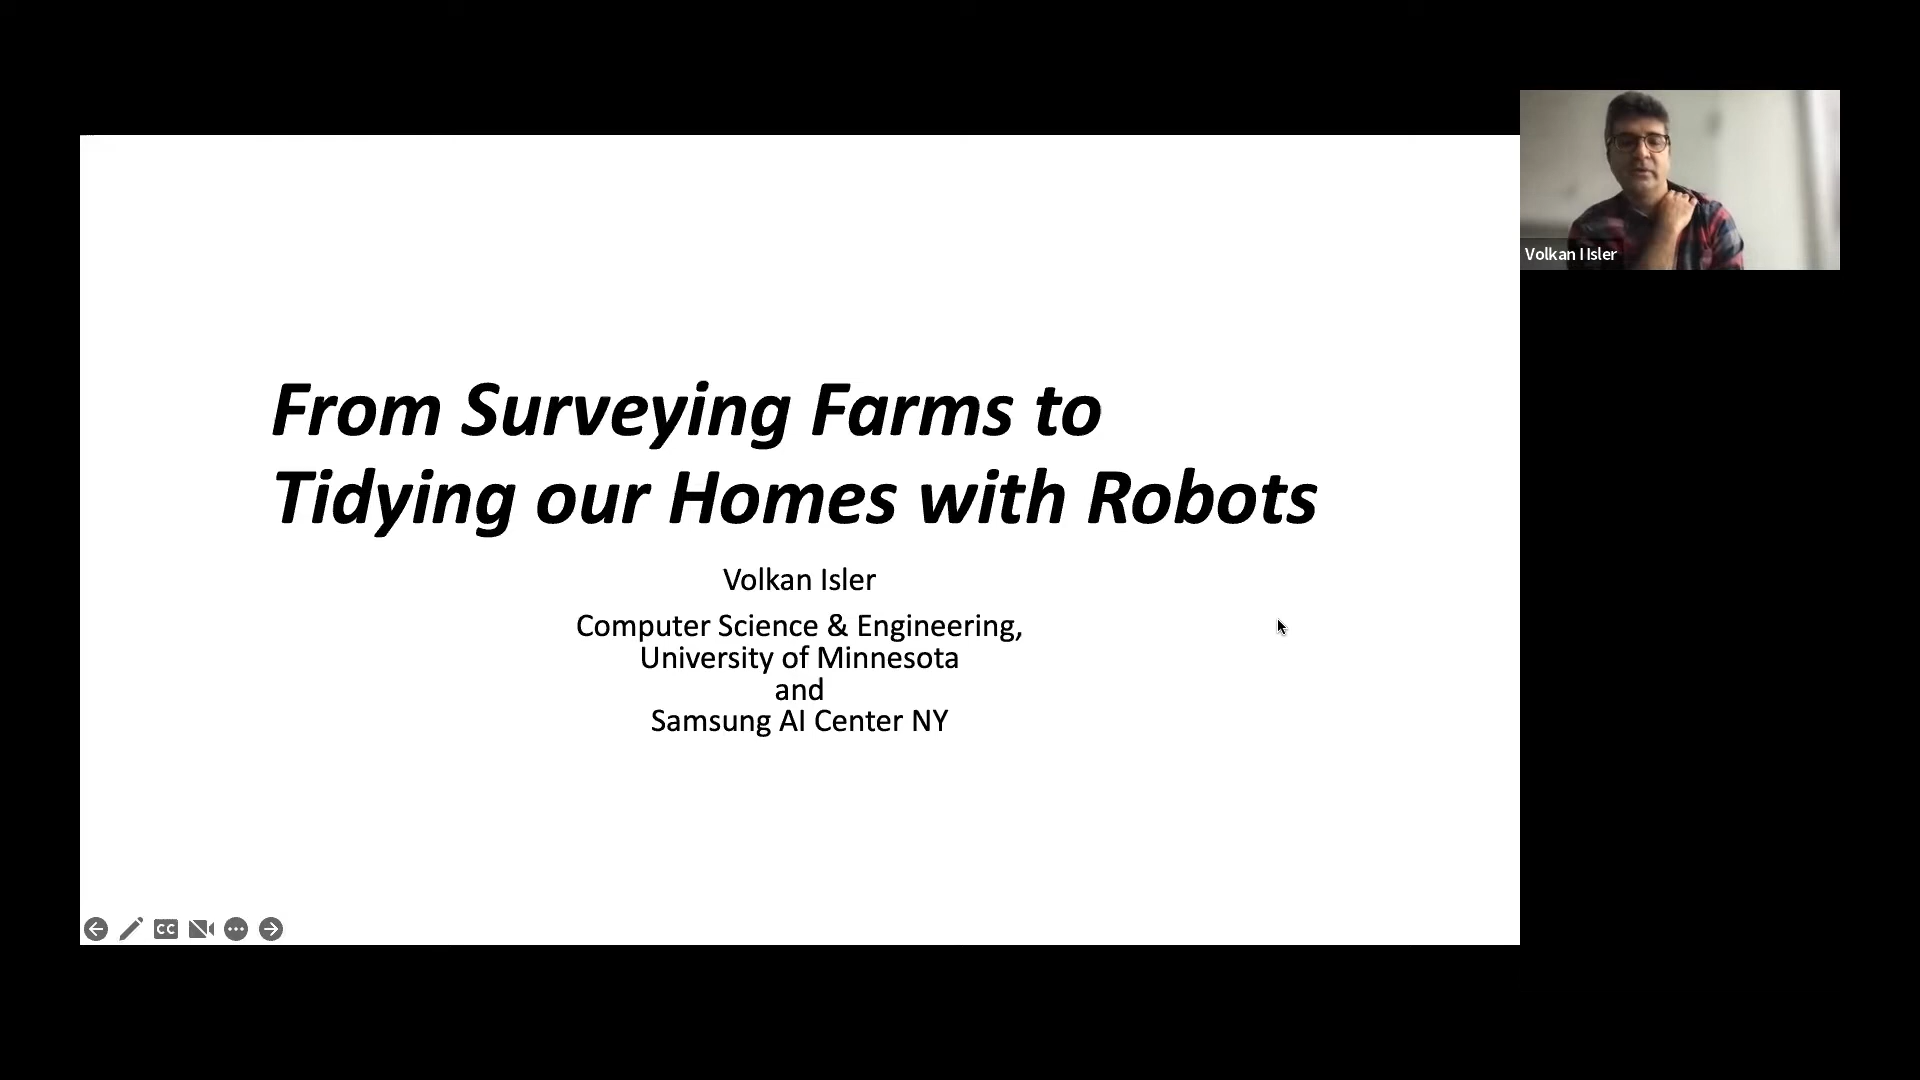 From Surveying Farms to
Tidying our Homes with Robots
Volkan Isler
Computer Science & Engineering,
University of Minnesota
and
Samsung AI Center NY
Volkan I Isler
CC